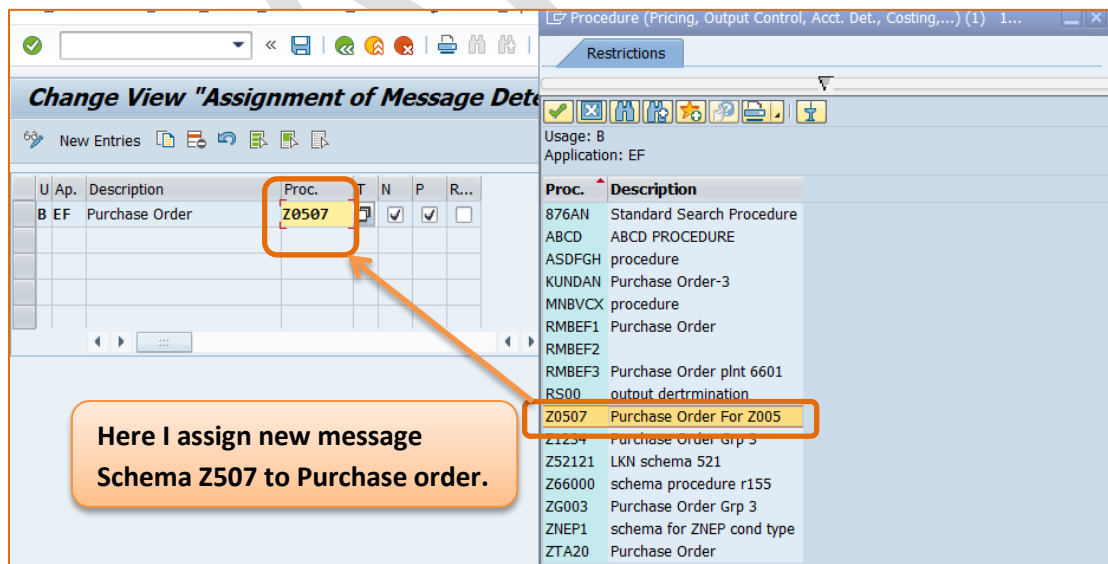 Procedure (Pricing, Output Control, Acct. Det., Costing,...) (1) 1...
Restrictions
Change View "Assignment of Message Dete
New Entries
Usage: B
Application: EF
U Ap. Description Proc. T N P R...
B EF Purchase Order Z0507
Proc. Description
876AN Standard Search Procedure
ABCD ABCD PROCEDURE
ASDFGH procedure
KUNDAN Purchase Order-3
MNBVCX procedure
RMBEF1 Purchase Order
RMBEF2
RMBEF3 Purchase Order plnt 6601
RS00 output dertrmination
Z0507 Purchase Order For Z005
Z1234 Purchase Order Grp 3
Z52121 LKN schema 521
Z66000 schema procedure r155
ZG003 Purchase Order Grp 3
ZNEP1 schema for ZNEP cond type
ZTA20 Purchase Order
Here I assign new message
Schema Z507 to Purchase order.